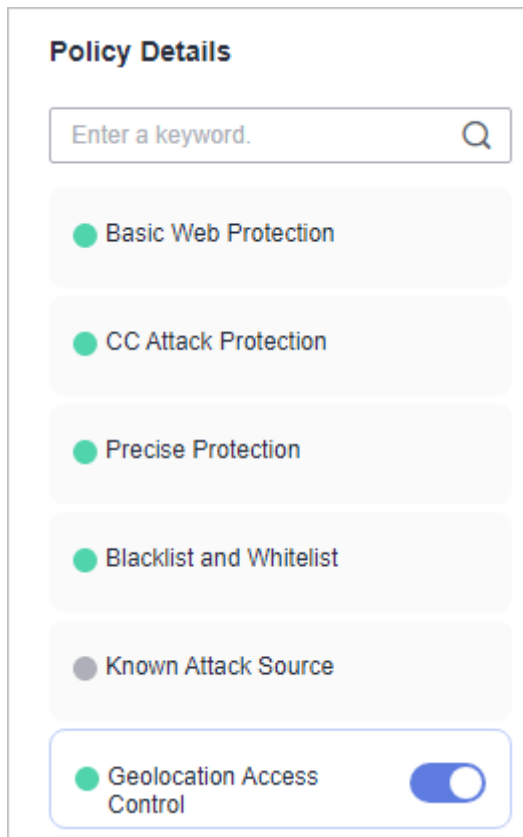 Policy Details
Enter a keyword.
Basic Web Protection
CC Attack Protection
Precise Protection
Blacklist and Whitelist
Known Attack Source
Geolocation Access
Control